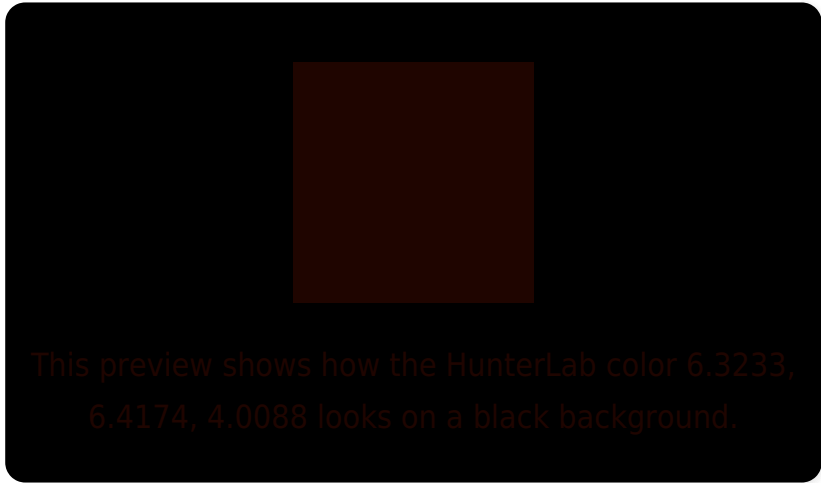 This preview shows how the HunterLab color 6.3233,
6.4174, 4.0088 looks on a black background.